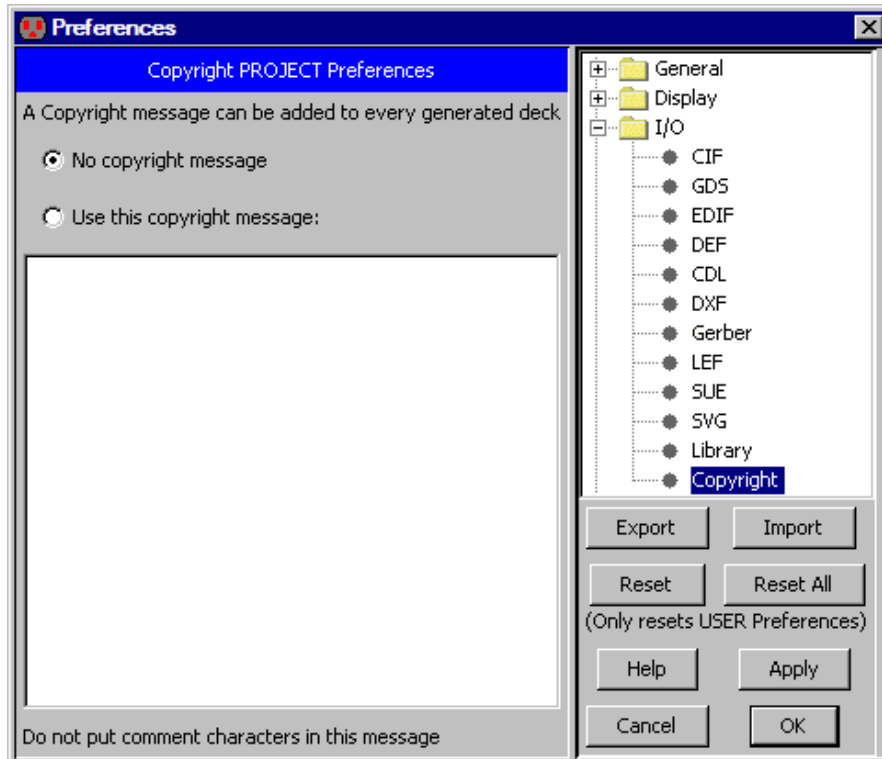 Preferences
Copyright PROJECT Preferences
A Copyright message can be added to every generated deck
No copyright message
Use this copyright message:
Do not put comment characters in this message
General
Display
I/O
CIF
GDS
EDIF
DEF
CDL
DXF
Gerber
LEF
SUE
SVG
Library
Copyright
Export Import
Reset Reset All
(Only resets USER Preferences)
Help Apply
Cancel OK